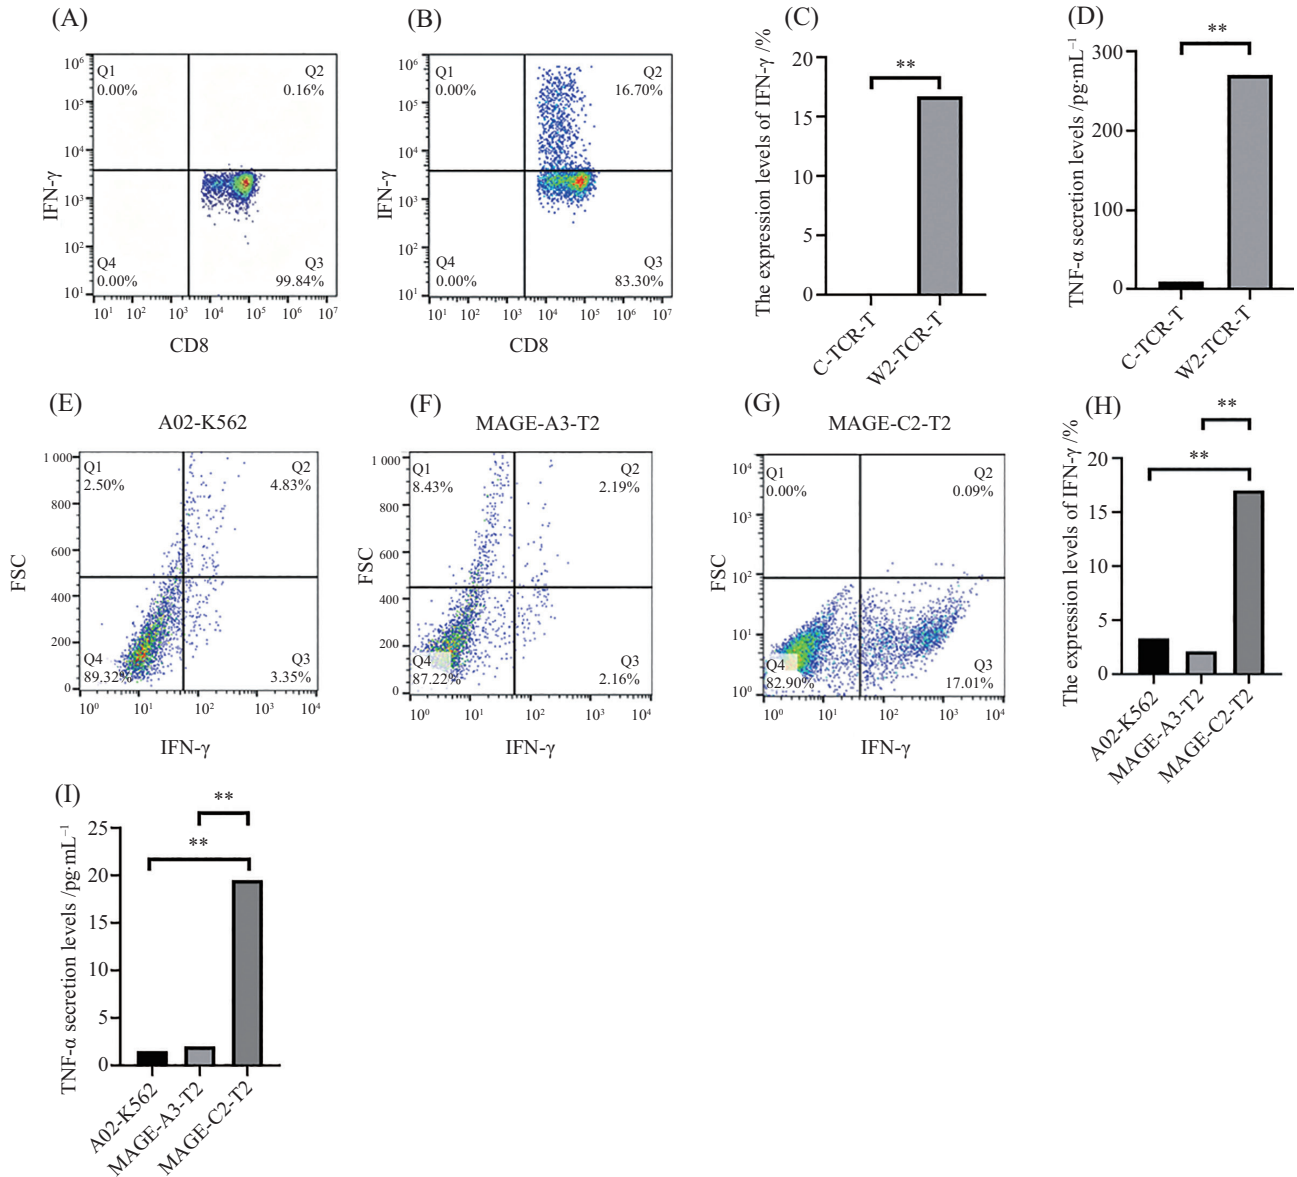 (A)
10⁶
10⁵
10⁴
10³
10²
10¹
IFN-γ
Q1
0.00%
Q2
0.16%
Q4
0.00%
Q3
99.84%
10¹ 10² 10³ 10⁴ 10⁵ 10⁶ 10⁷
CD8
(B)
10⁶
10⁵
10⁴
10³
10²
10¹
IFN-γ
Q1
0.00%
Q2
16.70%
Q4
0.00%
Q3
83.30%
10¹ 10² 10³ 10⁴ 10⁵ 10⁶ 10⁷
CD8
(C)
The expression levels of IFN-γ /%
20
15
10
5
0
**
C-TCR-T
W2-TCR-T
(D)
TNF-α secretion levels /pg·mL⁻¹
300
200
100
0
**
C-TCR-T
W2-TCR-T
(E)
A02-K562
FSC
1 000
800
600
400
200
0
Q1
2.50%
Q2
4.83%
Q4
89.32%
Q3
3.35%
10⁰ 10¹ 10² 10³ 10⁴
IFN-γ
(F)
MAGE-A3-T2
FSC
1 000
800
600
400
200
0
Q1
8.43%
Q2
2.19%
Q4
87.22%
Q3
2.16%
10⁰ 10¹ 10² 10³ 10⁴
IFN-γ
(G)
MAGE-C2-T2
FSC
10⁴
10³
10²
10¹
10⁰
Q1
0.00%
Q2
0.09%
Q4
82.90%
Q3
17.01%
10⁰ 10¹ 10² 10³ 10⁴
IFN-γ
(H)
The expression levels of IFN-γ /%
20
15
10
5
0
**
**
A02-K562
MAGE-A3-T2
MAGE-C2-T2
(I)
TNF-α secretion levels /pg·mL⁻¹
25
20
15
10
5
0
**
**
A02-K562
MAGE-A3-T2
MAGE-C2-T2